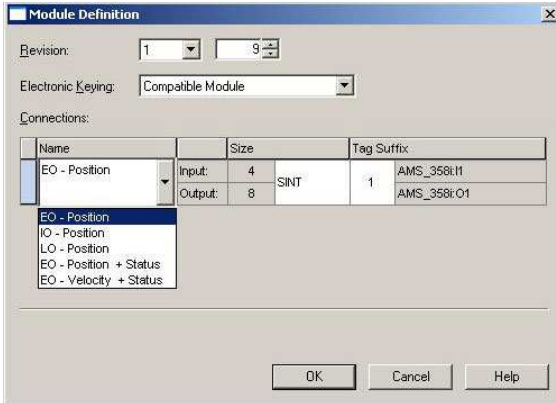 Module Definition
Revision: 1 9
Electronic Keying: Compatible Module
Connections:
Name Size Tag Suffix
EO - Position Input: 4 SINT 1 AMS_358i:I1
Output: 8 AMS_358i:O1
EO - Position
IO - Position
LO - Position
EO - Position + Status
EO - Velocity + Status
OK Cancel Help